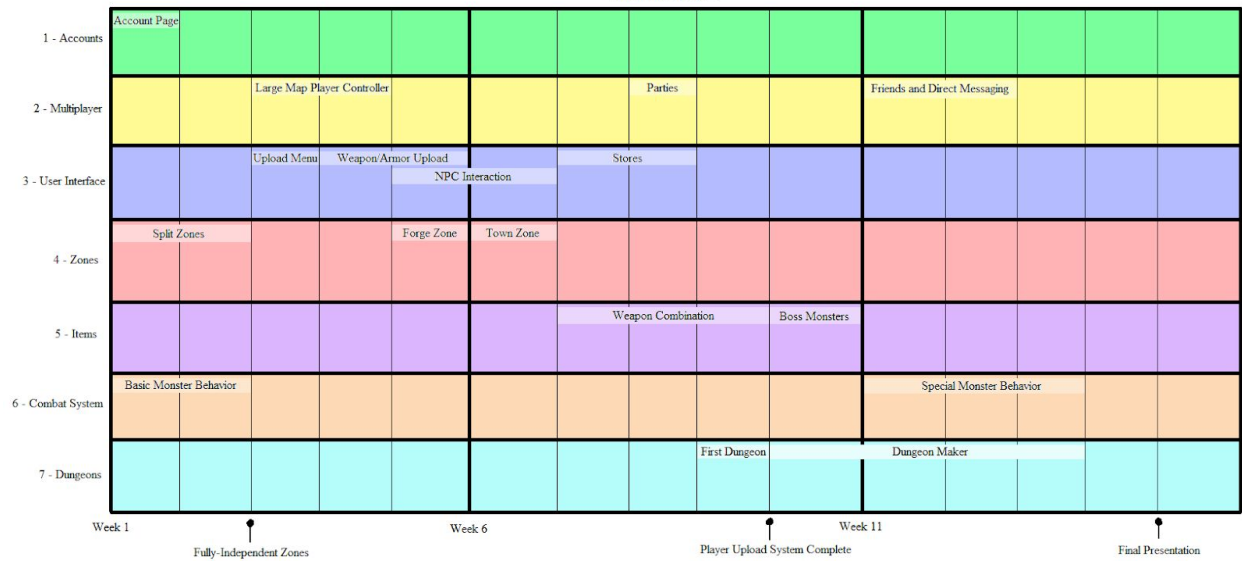 Account Page
1 - Accounts
Large Map Player Controller
Parties
Friends and Direct Messaging
2 - Multiplayer
Upload Menu
Weapon/Armor Upload
Stores
NPC Interaction
3 - User Interface
Split Zones
Forge Zone
Town Zone
4 - Zones
Weapon Combination
Boss Monsters
5 - Items
Basic Monster Behavior
Special Monster Behavior
6 - Combat System
First Dungeon
Dungeon Maker
7 - Dungeons
Week 1
Week 6
Week 11
Fully-Independent Zones
Player Upload System Complete
Final Presentation